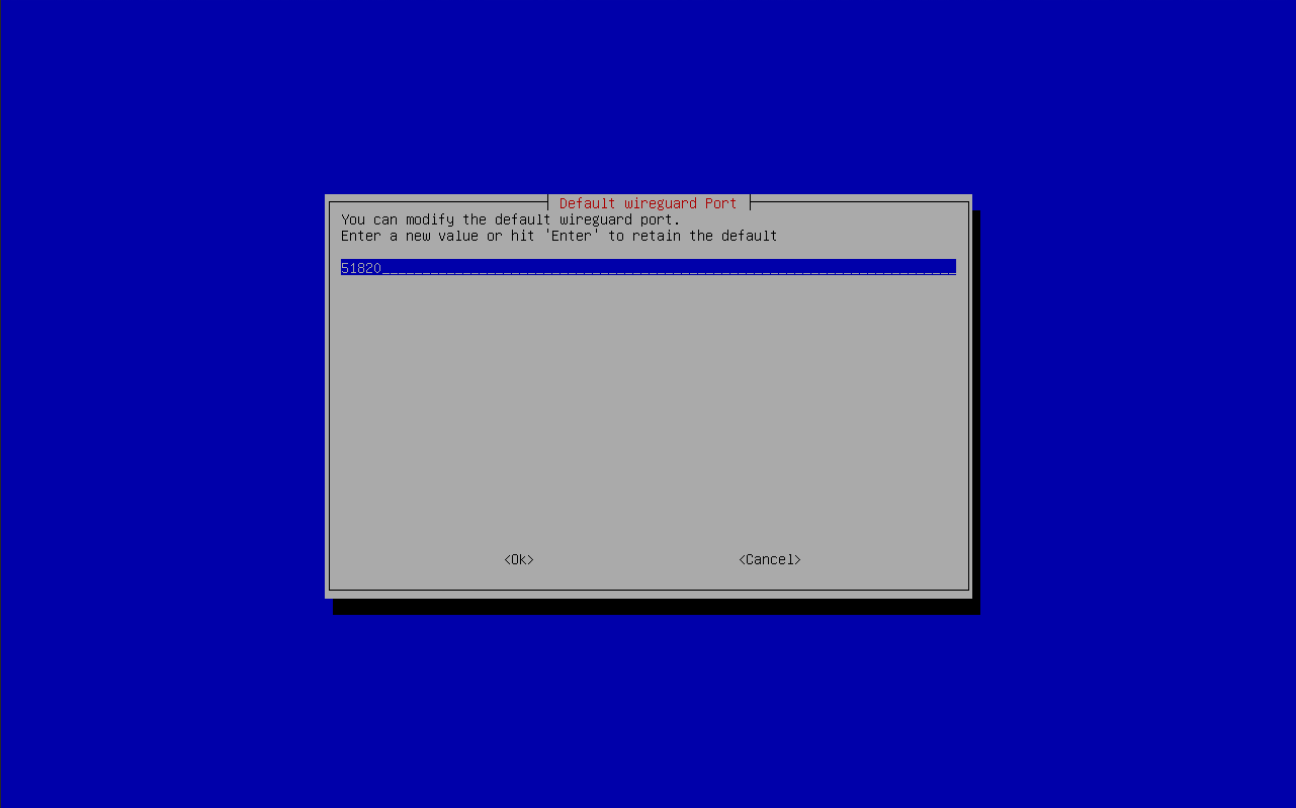 Default wireguard Port
You can modify the default wireguard port.
Enter a new value or hit 'Enter' to retain the default
51820_______________________________________________________________________
<Ok> <Cancel>